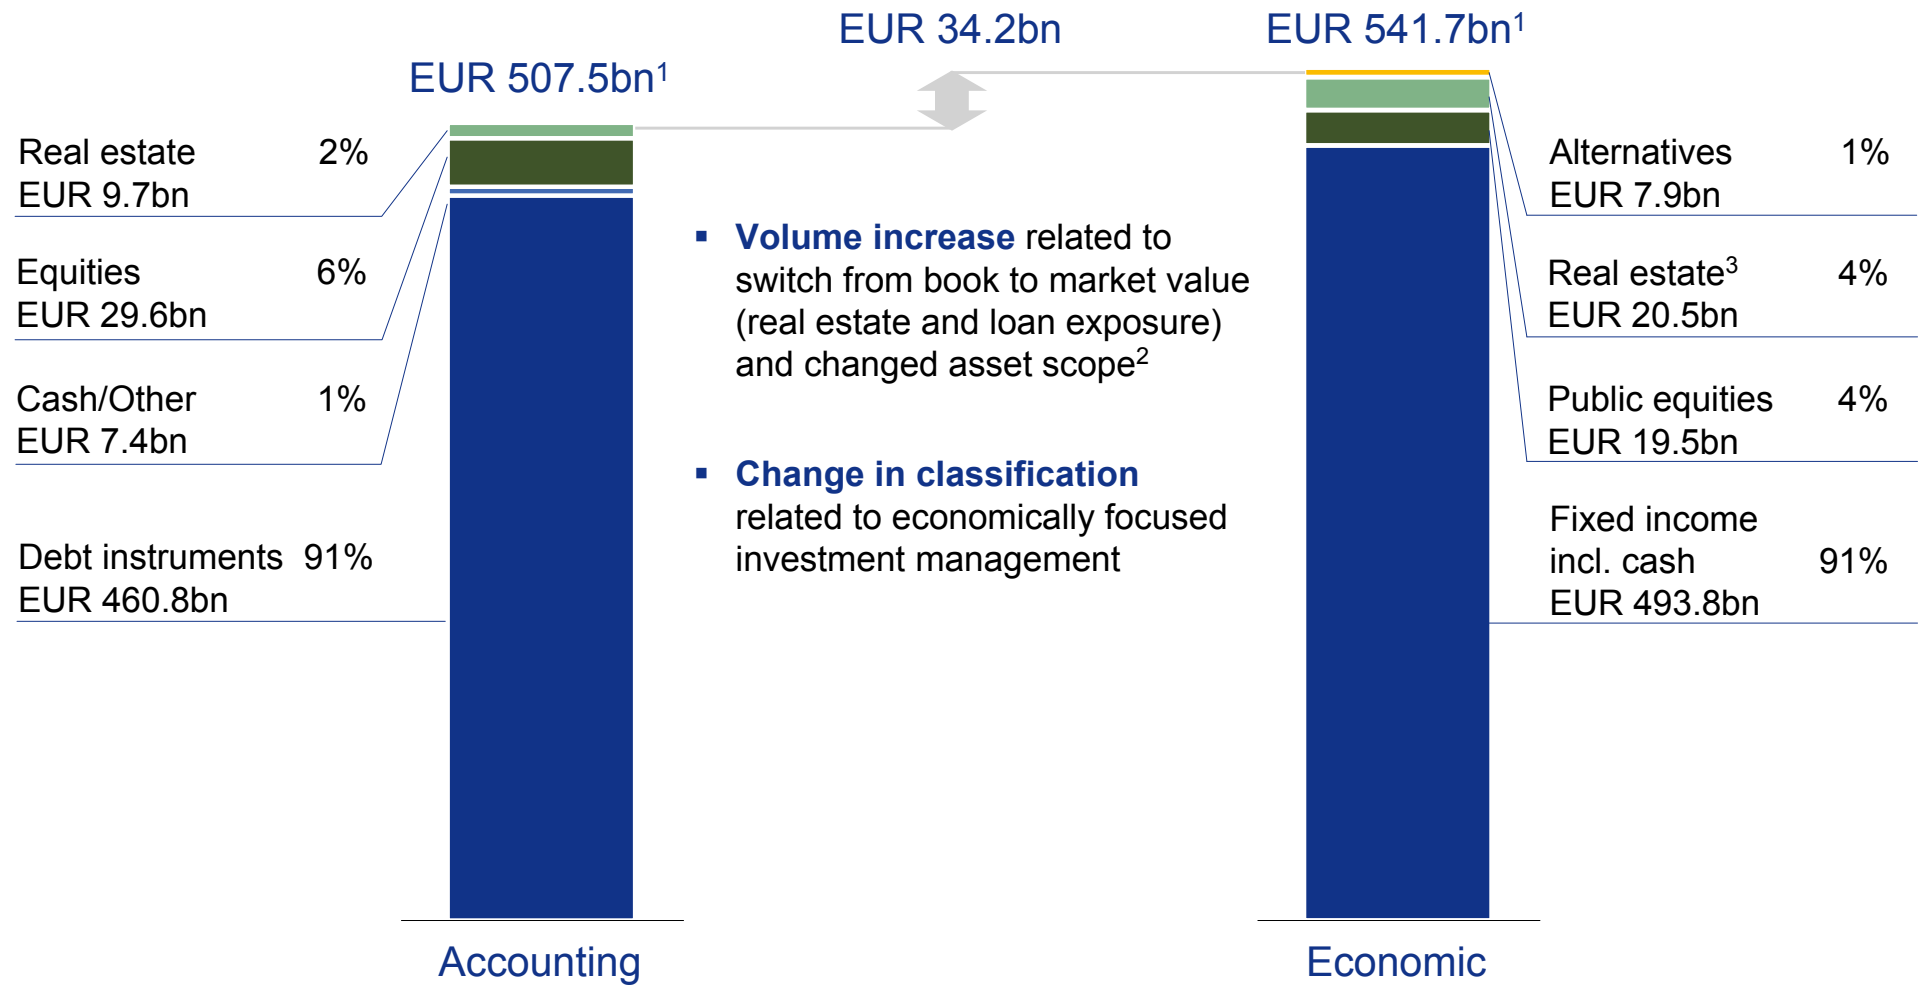 EUR 34.2bn
EUR 541.7bn¹
EUR 507.5bn¹
Real estate 2%
EUR 9.7bn
Equities 6%
EUR 29.6bn
Cash/Other 1%
EUR 7.4bn
Debt instruments 91%
EUR 460.8bn
▪ Volume increase related to
switch from book to market value
(real estate and loan exposure)
and changed asset scope²
▪ Change in classification
related to economically focused
investment management
Alternatives 1%
EUR 7.9bn
Real estate³ 4%
EUR 20.5bn
Public equities 4%
EUR 19.5bn
Fixed income
incl. cash 91%
EUR 493.8bn
Accounting
Economic